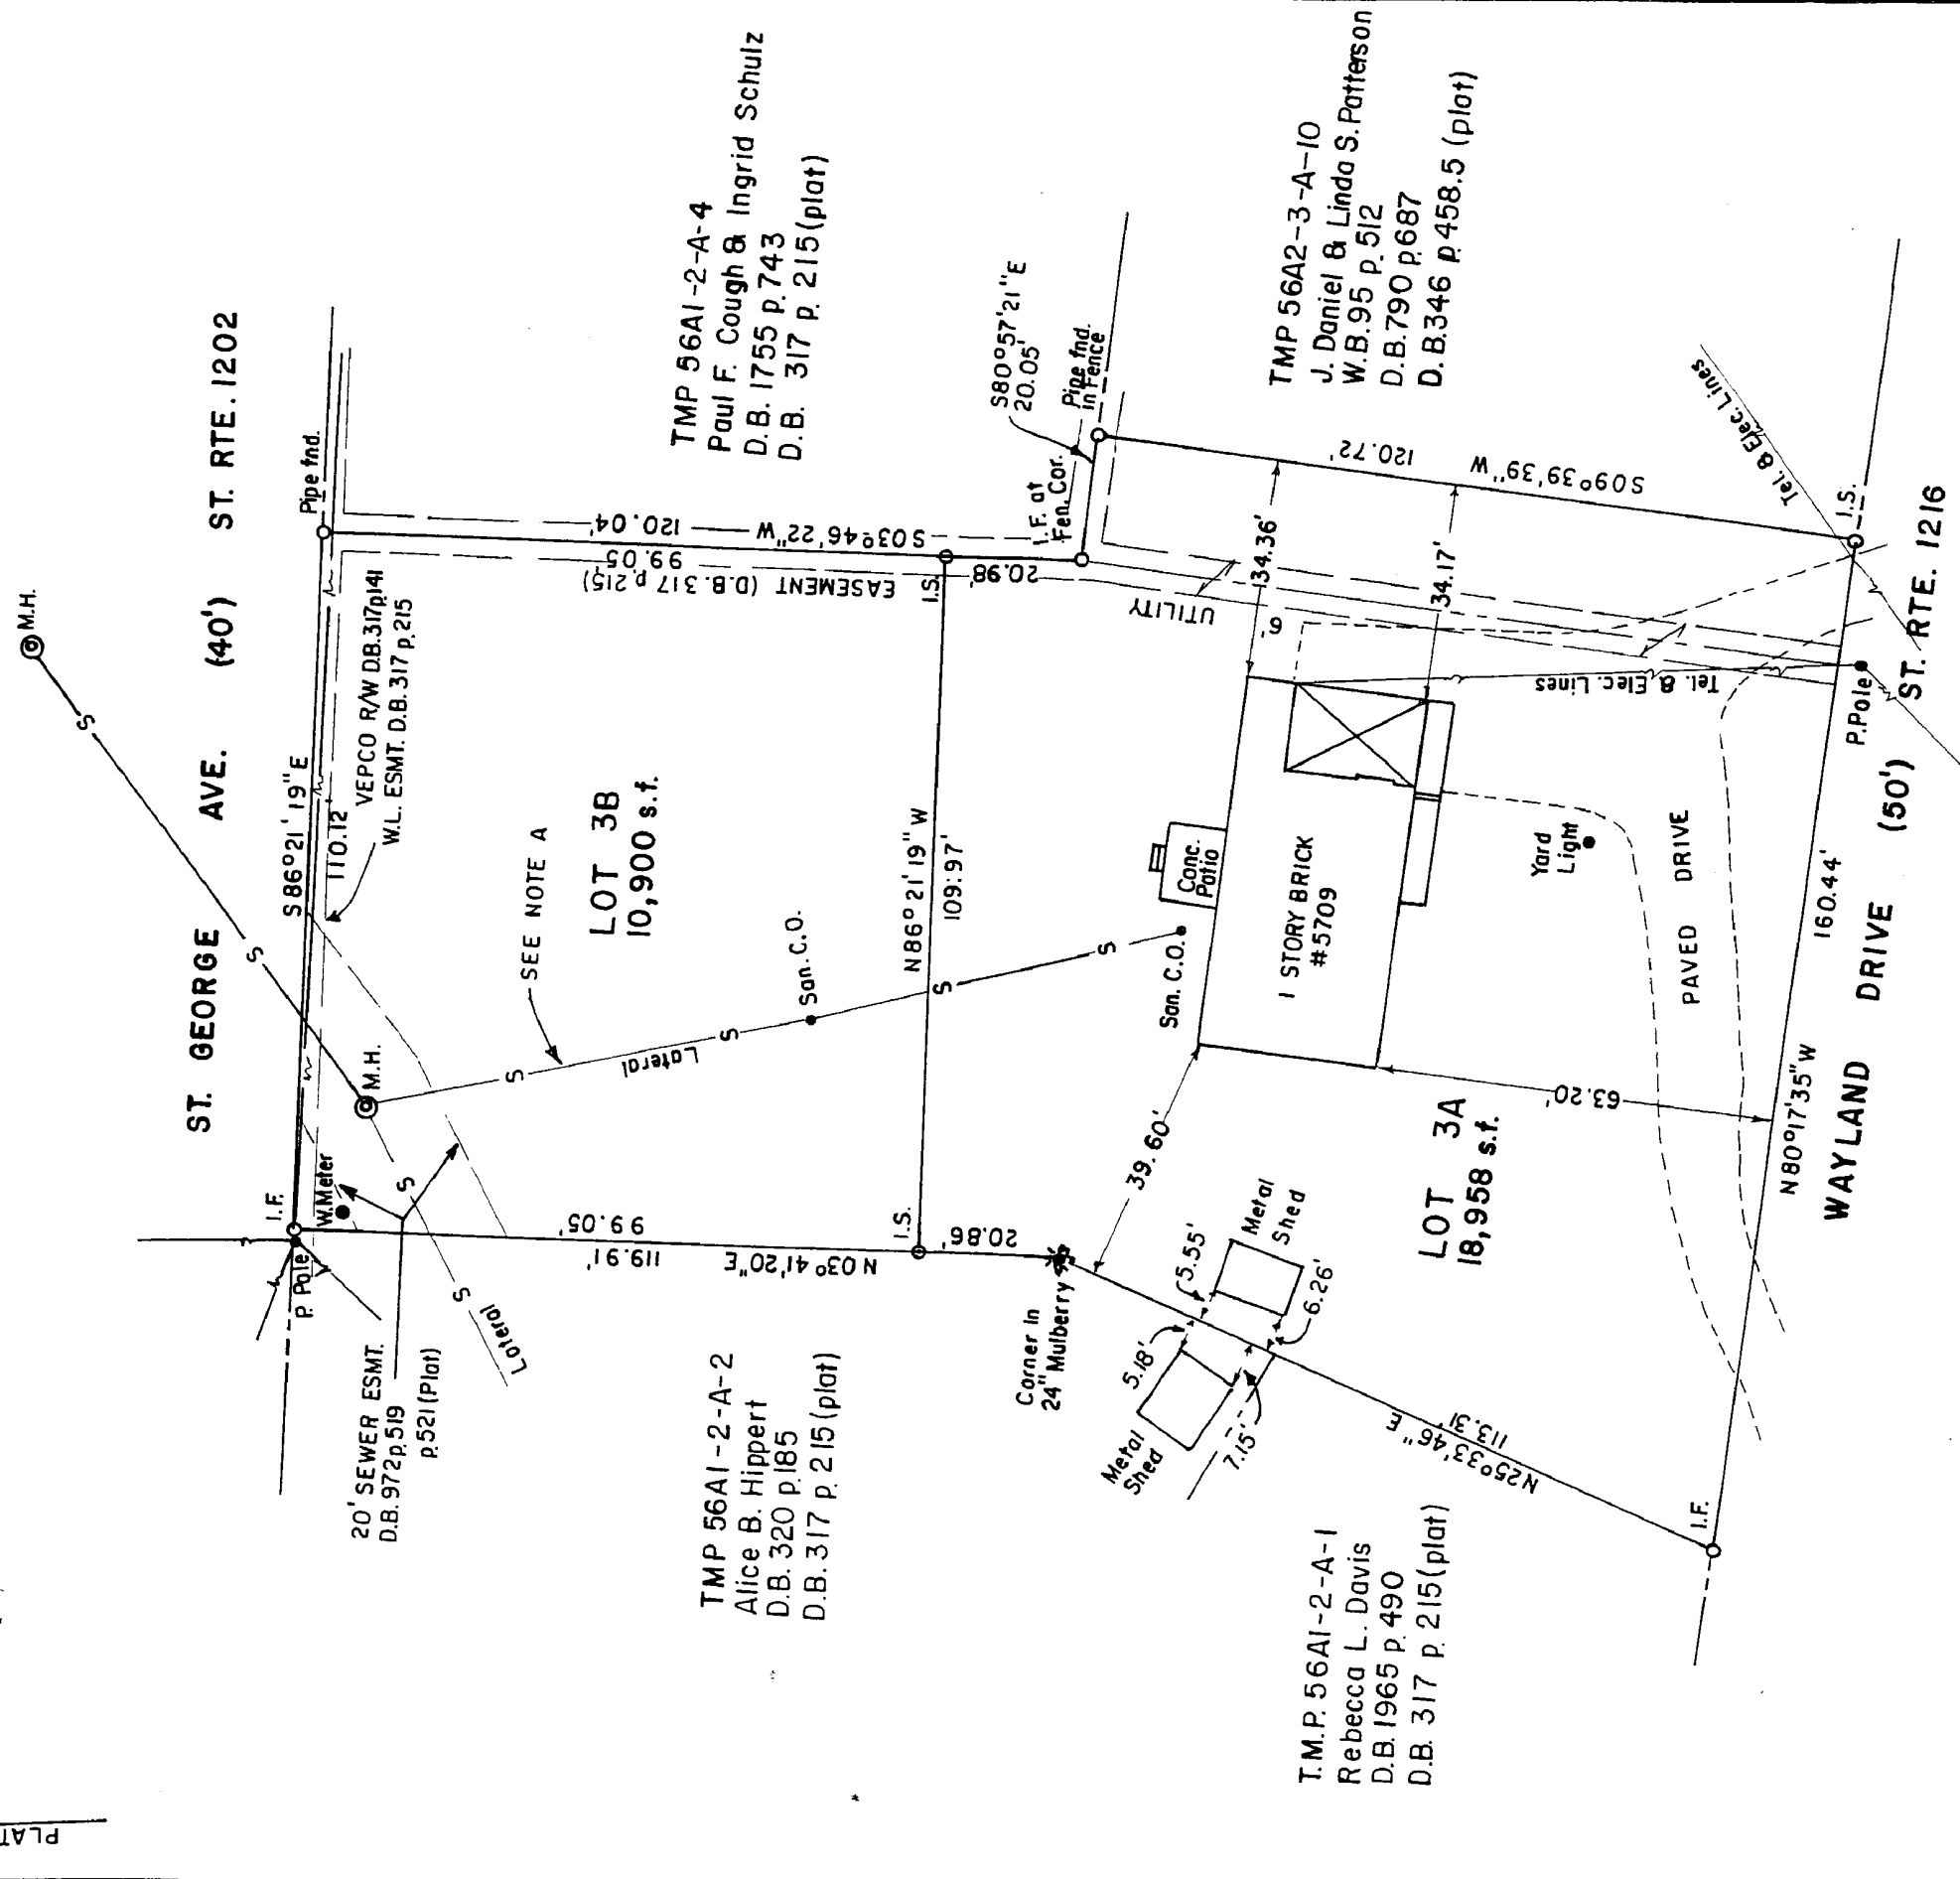 PLAT
M.H.
ST. GEORGE AVE. (40') ST. RTE. 1202
Pipe fnd.
S 86° 21' 19" E
110.12'
VEPCO R/W D.B. 317 p.141
W.L. ESMT. D.B. 317 p. 215
I.F.
W. Meter
P. Pole
M.H.
S
S
S
S
S
S
S
S
S
Lateral
Lateral
20' SEWER ESMT.
D.B. 972 p. 519
p. 521 (Plat)
SEE NOTE A
LOT 3B
10,900 s.f.
San. C.O.
TMP 56A1-2-A-4
Paul F. Cough & Ingrid Schulz
D.B. 1755 p. 743
D.B. 317 p. 215 (plat)
S 03° 46' 22" W 120.04'
99.05
EASEMENT (D.B. 317 p. 215)
20.98'
I.S.
I.F. at
Fen. Cor.
S 80° 57' 21" E
20.05'
Pipe fnd.
in Fence
N 86° 21' 19" W
109.97'
99.05'
119.91'
N 03° 41' 20" E
I.S.
20.86'
TMP 56A1-2-A-2
Alice B. Hippert
D.B. 320 p. 185
D.B. 317 p. 215 (plat)
Corner In
24" Mulberry
TMP 56A2-3-A-10
J. Daniel & Linda S. Patterson
W.B. 95 p. 512
D.B. 790 p. 687
D.B. 346 p. 458.5 (plat)
S 09° 39' 39" W
120.72'
34.36'
34.17'
6'
UTILITY
Tel. & Elec. Lines
Tel. & Elec. Lines
I.S.
P. Pole
San. C.O.
Conc.
Patio
1 STORY BRICK
#5709
Yard
Light
PAVED DRIVE
39.60'
63.20'
LOT 3A
18,958 s.f.
Metal
Shed
5.55'
6.26'
5.18'
7.15'
Metal
Shed
N 25° 33' 46" E
113.31'
I.F.
T.M.P. 56A1-2-A-1
Rebecca L. Davis
D.B. 1965 p. 490
D.B. 317 p. 215 (plat)
N 80° 17' 35" W 160.44'
WAYLAND DRIVE (50') ST. RTE. 1216